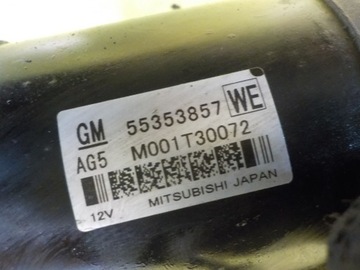 GM 55353857 WE
AG5 M001T30072
12V MITSUBISHI JAPAN